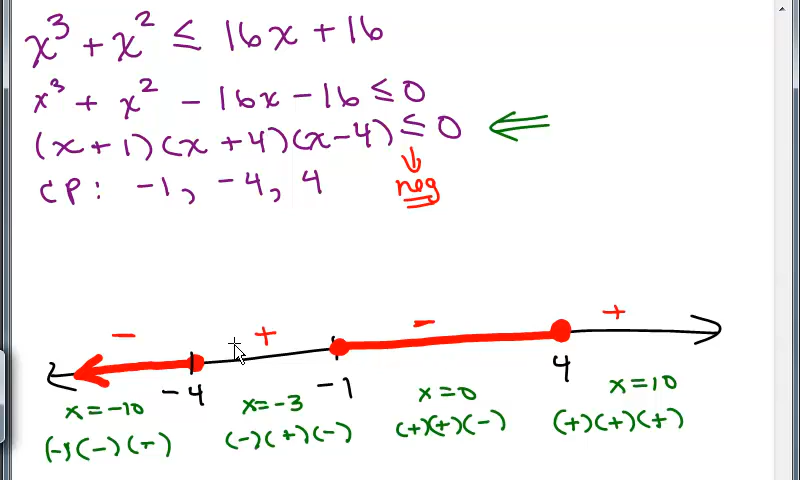 x³ + x² ≤ 16x + 16
x³ + x² - 16x - 16 ≤ 0
(x + 1)(x + 4)(x - 4) ≤ 0
CP: -1, -4, 4
neg
- + - +
-4 -1 4
x = -10 x = -3 x = 0 x = 10
(-)(-)(-) (-)(+)(-) (+)(+)(-) (+)(+)(+)